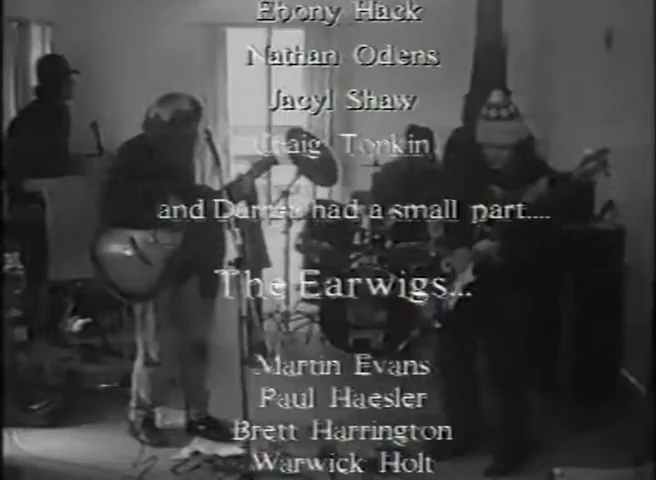 Ebony Hack
Nathan Odens
Jacyl Shaw
Craig Tonkin
and Darren had a small part....
The Earwigs...
Martin Evans
Paul Haesler
Brett Harrington
Warwick Holt